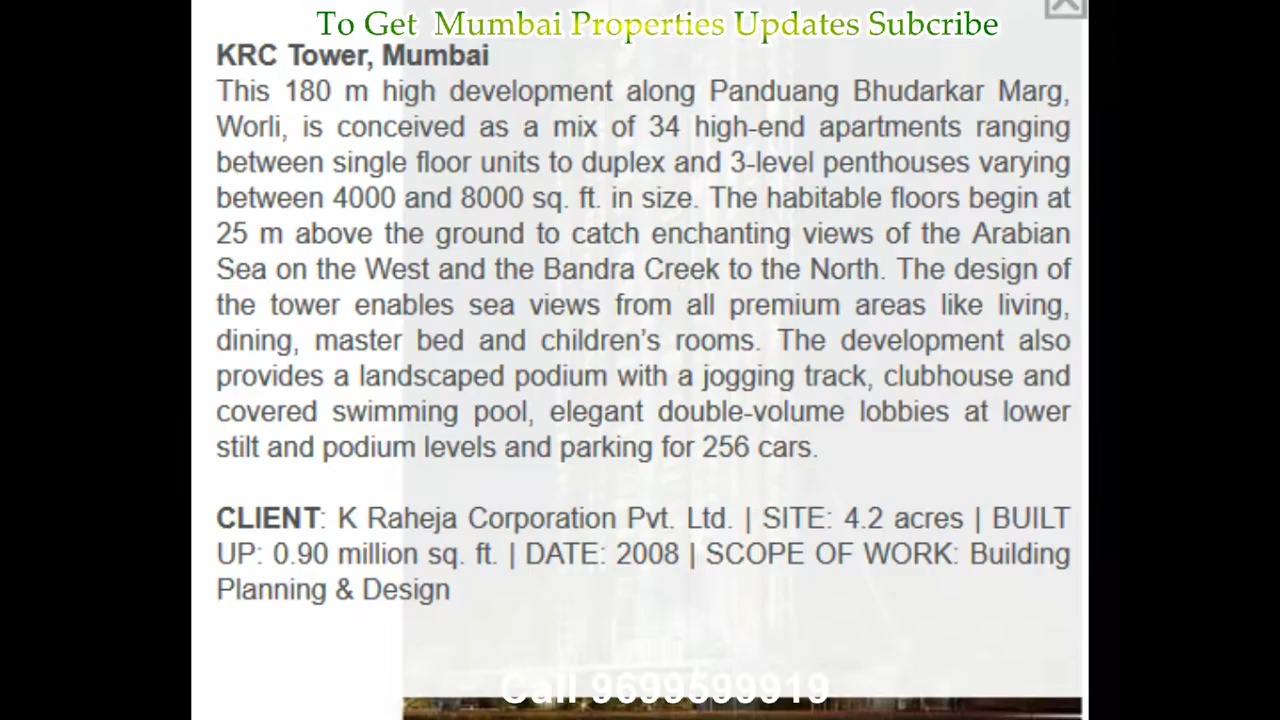 To Get Mumbai Properties Updates Subcribe
KRC Tower, Mumbai
This 180 m high development along Panduang Bhudarkar Marg,
Worli, is conceived as a mix of 34 high-end apartments ranging
between single floor units to duplex and 3-level penthouses varying
between 4000 and 8000 sq. ft. in size. The habitable floors begin at
25 m above the ground to catch enchanting views of the Arabian
Sea on the West and the Bandra Creek to the North. The design of
the tower enables sea views from all premium areas like living,
dining, master bed and children's rooms. The development also
provides a landscaped podium with a jogging track, clubhouse and
covered swimming pool, elegant double-volume lobbies at lower
stilt and podium levels and parking for 256 cars.
CLIENT: K Raheja Corporation Pvt. Ltd. | SITE: 4.2 acres | BUILT
UP: 0.90 million sq. ft. | DATE: 2008 | SCOPE OF WORK: Building
Planning & Design
Call 9699599919